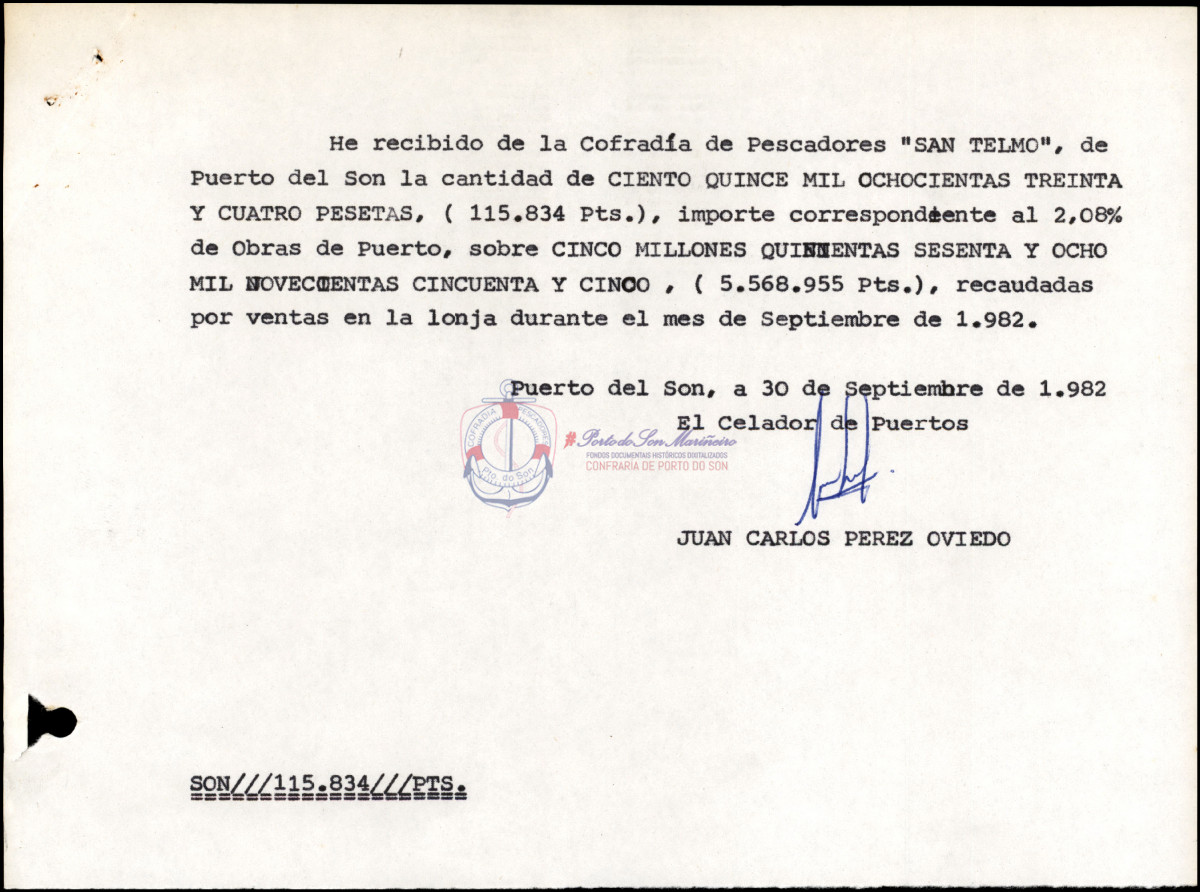 He recibido de la Cofradía de Pescadores "SAN TELMO", de
Puerto del Son la cantidad de CIENTO QUINCE MIL OCHOCIENTAS TREINTA
Y CUATRO PESETAS, ( 115.834 Pts.), importe correspondiente al 2,08%
de Obras de Puerto, sobre CINCO MILLONES QUINIENTAS SESENTA Y OCHO
MIL NOVECIENTAS CINCUENTA Y CINCO , ( 5.568.955 Pts.), recaudadas
por ventas en la lonja durante el mes de Septiembre de 1.982.
Puerto del Son, a 30 de Septiembre de 1.982
El Celador de Puertos
COFRADIA PESCADORES
Pto. do Son
#Porto do Son Mariñeiro
FONDOS DOCUMENTAIS HISTÓRICOS DIXITALIZADOS
CONFRARÍA DE PORTO DO SON
JUAN CARLOS PEREZ OVIEDO
SON///115.834///PTS.